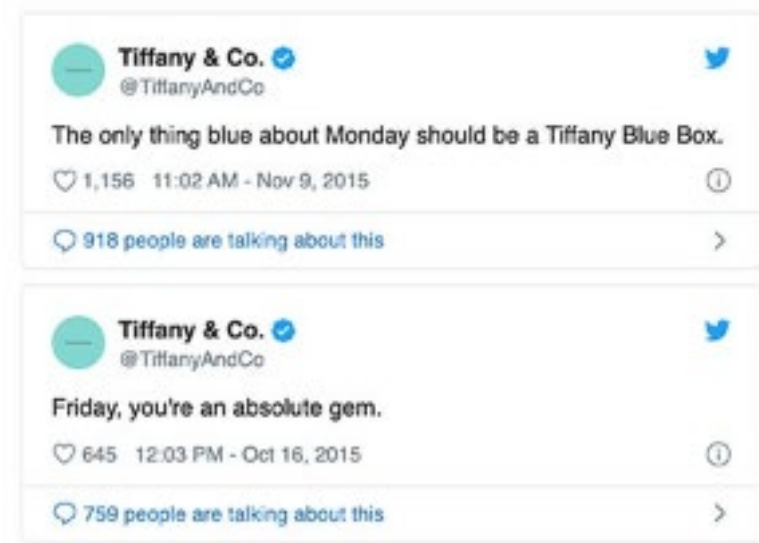 Tiffany & Co.
@TiffanyAndCo
The only thing blue about Monday should be a Tiffany Blue Box.
1,156 11:02 AM - Nov 9, 2015
918 people are talking about this
Tiffany & Co.
@TiffanyAndCo
Friday, you're an absolute gem.
645 12:03 PM - Oct 16, 2015
759 people are talking about this